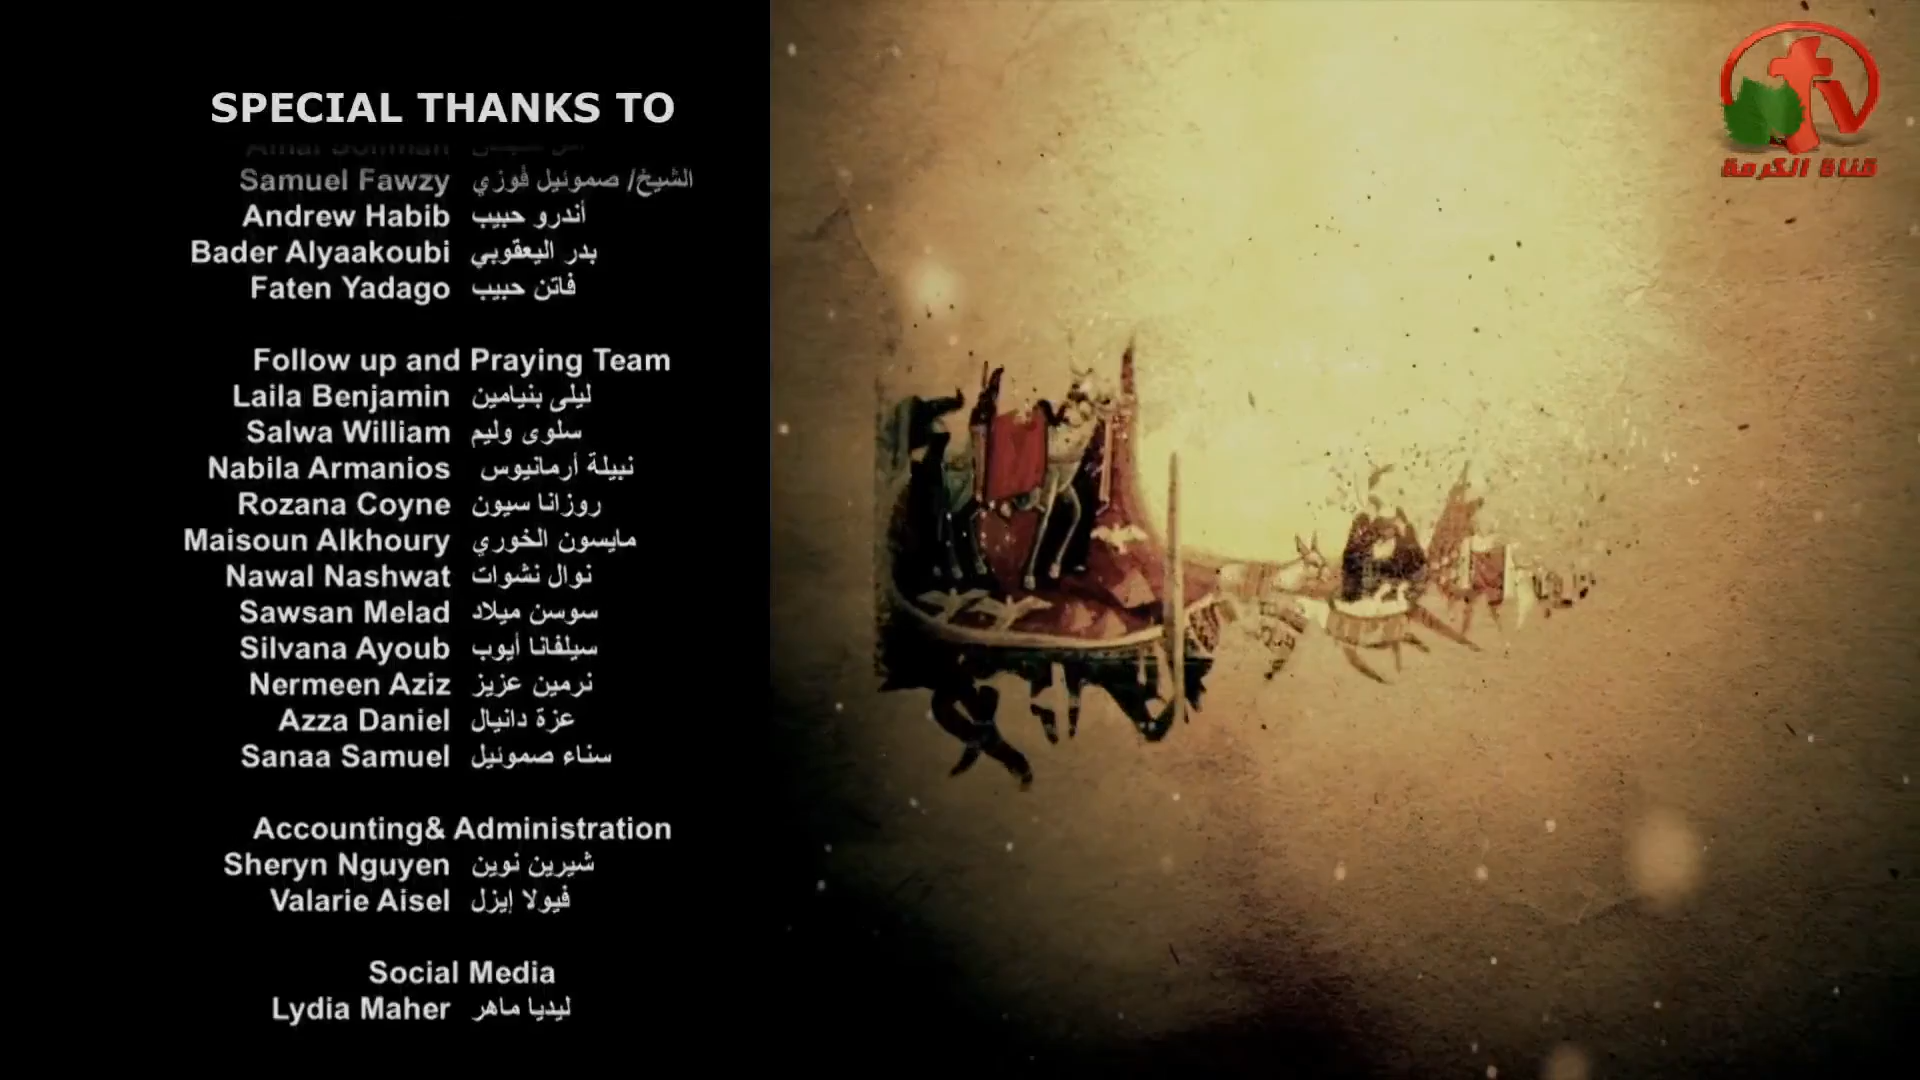 SPECIAL THANKS TO
Samuel Fawzy الشيخ/ صموئيل فوزي
Andrew Habib أندرو حبيب
Bader Alyaakoubi بدر اليعقوبي
Faten Yadago فاتن حبيب
Follow up and Praying Team
Laila Benjamin ليلى بنيامين
Salwa William سلوى وليم
Nabila Armanios نبيلة أرمانيوس
Rozana Coyne روزانا سيون
Maisoun Alkhoury مايسون الخوري
Nawal Nashwat نوال نشوات
Sawsan Melad سوسن ميلاد
Silvana Ayoub سيلفانا أيوب
Nermeen Aziz نرمين عزيز
Azza Daniel عزة دانيال
Sanaa Samuel سناء صموئيل
Accounting& Administration
Sheryn Nguyen شيرين نوين
Valarie Aisel فيولا إيزل
Social Media
Lydia Maher ليديا ماهر
tv
قناة الكرمة